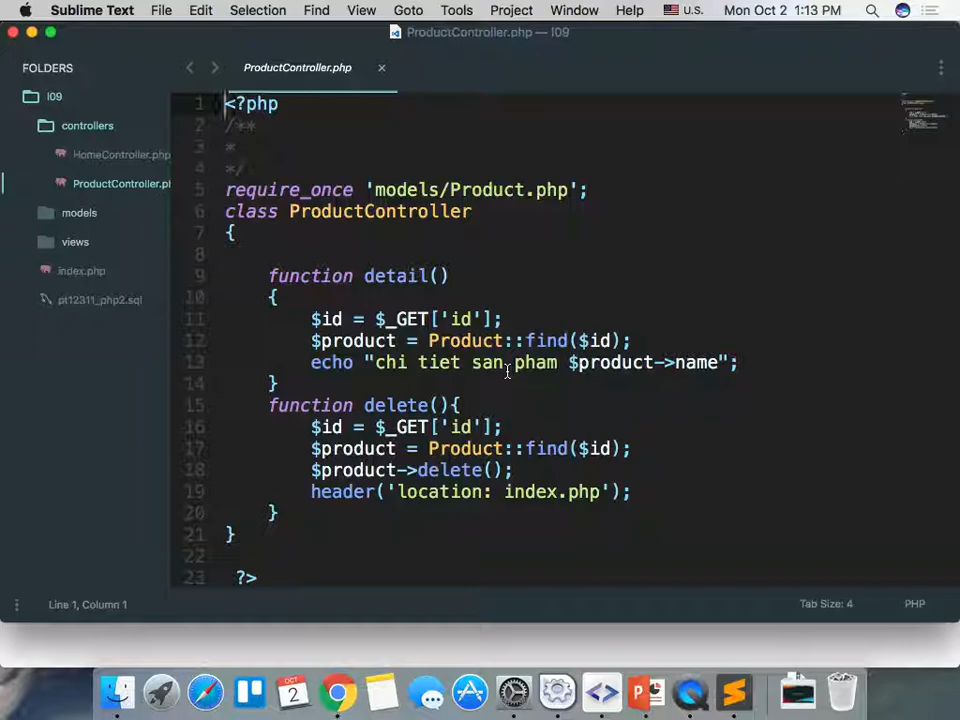 Sublime Text File Edit Selection Find View Goto Tools Project Window Help U.S. Mon Oct 2 1:13 PM
ProductController.php — l09
FOLDERS
ProductController.php
l09
controllers
HomeController.php
ProductController.ph
models
views
index.php
pt12311_php2.sql
1 <?php
2 /**
3 *
4 */
5 require_once 'models/Product.php';
6 class ProductController
7 {
8
9 function detail()
10 {
11 $id = $_GET['id'];
12 $product = Product::find($id);
13 echo "chi tiet san pham $product->name";
14 }
15 function delete(){
16 $id = $_GET['id'];
17 $product = Product::find($id);
18 $product->delete();
19 header('location: index.php');
20 }
21 }
22
23 ?>
Line 1, Column 1 Tab Size: 4 PHP
OCT
2